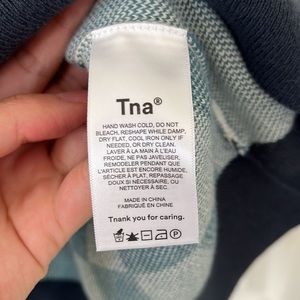 Tna®
HAND WASH COLD, DO NOT
BLEACH, RESHAPE WHILE DAMP,
DRY FLAT, COOL IRON ONLY IF
NEEDED, OR DRY CLEAN.
LAVER À LA MAIN À L'EAU
FROIDE, NE PAS JAVELISER,
REMODELER PENDANT QUE
L'ARTICLE EST ENCORE HUMIDE,
SÉCHER À PLAT, REPASSAGE
DOUX SI NÉCESSAIRE, OU
NETTOYER À SEC.
MADE IN CHINA
FABRIQUÉ EN CHINE
Tnank you for caring.